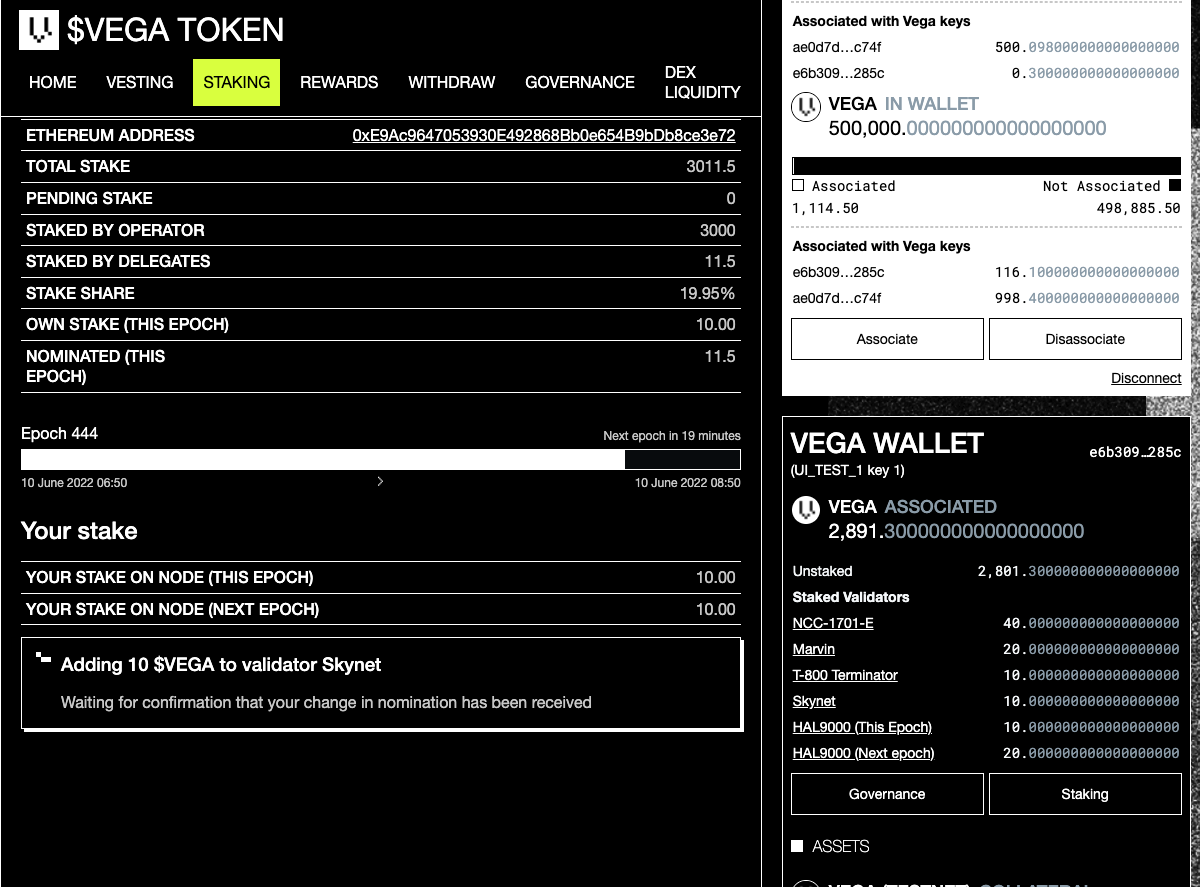 $VEGA TOKEN
HOME VESTING STAKING REWARDS WITHDRAW GOVERNANCE DEX LIQUIDITY
ETHEREUM ADDRESS 0xE9Ac9647053930E492868Bb0e654B9bDb8ce3e72
TOTAL STAKE 3011.5
PENDING STAKE 0
STAKED BY OPERATOR 3000
STAKED BY DELEGATES 11.5
STAKE SHARE 19.95%
OWN STAKE (THIS EPOCH) 10.00
NOMINATED (THIS EPOCH) 11.5
Epoch 444 Next epoch in 19 minutes
10 June 2022 06:50 10 June 2022 08:50
Your stake
YOUR STAKE ON NODE (THIS EPOCH) 10.00
YOUR STAKE ON NODE (NEXT EPOCH) 10.00
Adding 10 $VEGA to validator Skynet
Waiting for confirmation that your change in nomination has been received
Associated with Vega keys
ae0d7d…c74f 500.098000000000000000
e6b309…285c 0.300000000000000000
VEGA IN WALLET
500,000.000000000000000000
Associated Not Associated
1,114.50 498,885.50
Associated with Vega keys
e6b309…285c 116.100000000000000000
ae0d7d…c74f 998.400000000000000000
Associate Disassociate
Disconnect
VEGA WALLET e6b309…285c
(UI_TEST_1 key 1)
VEGA ASSOCIATED
2,891.300000000000000000
Unstaked 2,801.300000000000000000
Staked Validators
NCC-1701-E 40.000000000000000000
Marvin 20.000000000000000000
T-800 Terminator 10.000000000000000000
Skynet 10.000000000000000000
HAL9000 (This Epoch) 10.000000000000000000
HAL9000 (Next epoch) 20.000000000000000000
Governance Staking
ASSETS
VEGA (TESTNET) COLLATERAL